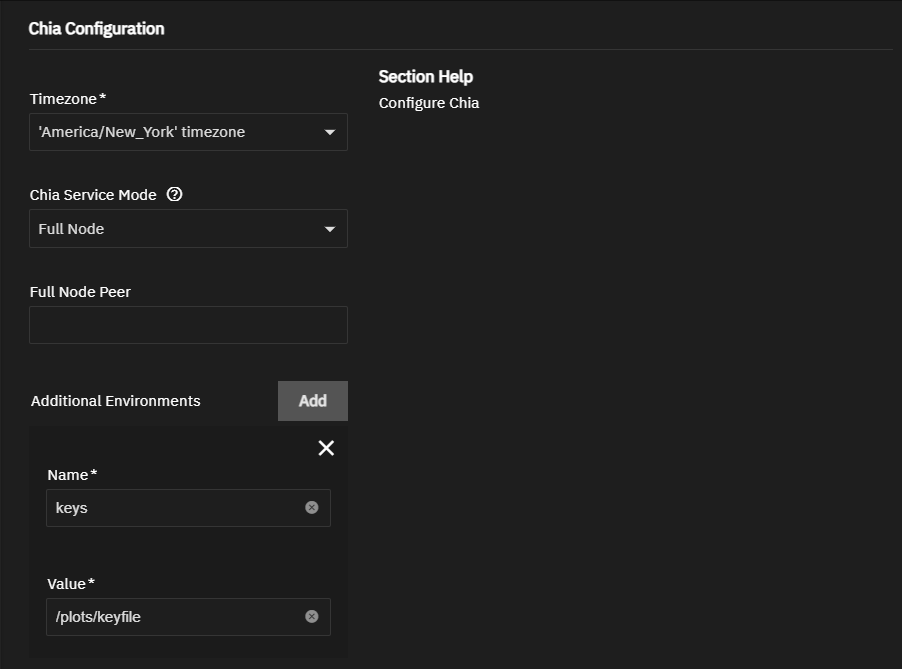 Chia Configuration
Section Help
Configure Chia
Timezone*
'America/New_York' timezone
Chia Service Mode ?
Full Node
Full Node Peer
Additional Environments Add
Name*
keys
Value*
/plots/keyfile